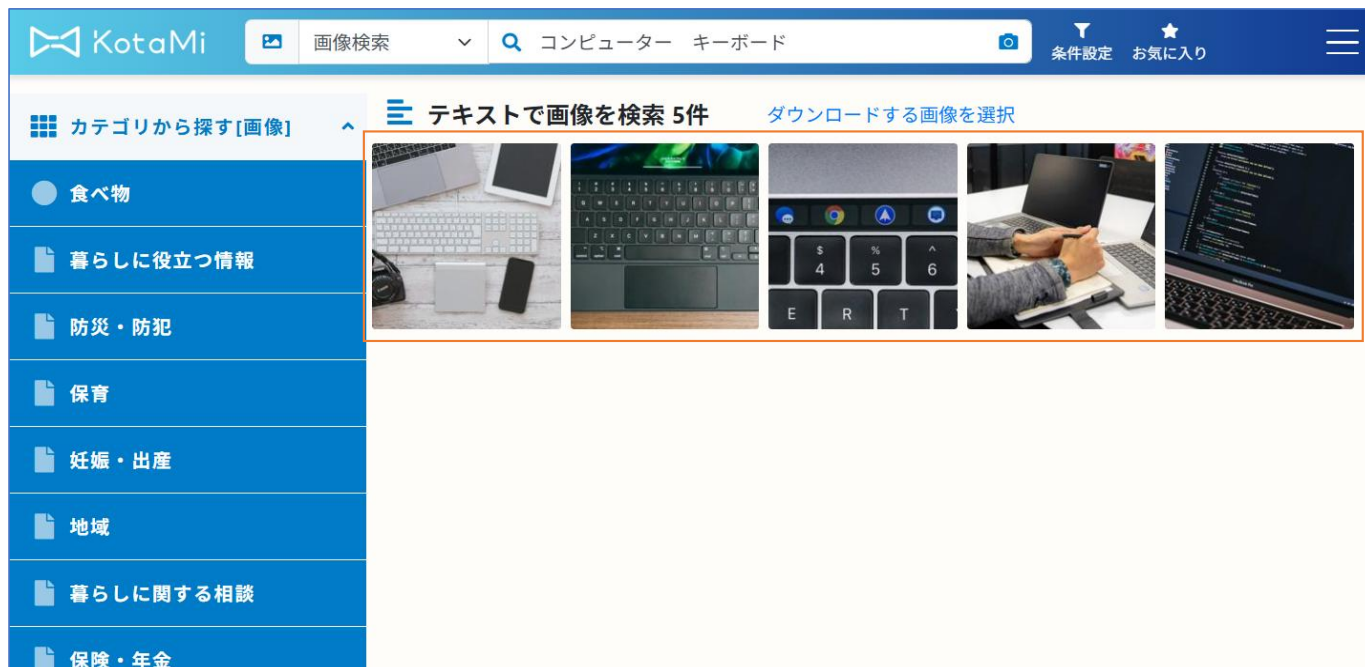 KotaMi 画像検索 コンピューター キーボード 条件設定 お気に入り
カテゴリから探す[画像]
テキストで画像を検索 5件 ダウンロードする画像を選択
食べ物
暮らしに役立つ情報
防災・防犯
保育
妊娠・出産
地域
暮らしに関する相談
保険・年金
$ % ^
4 5 6
E R T